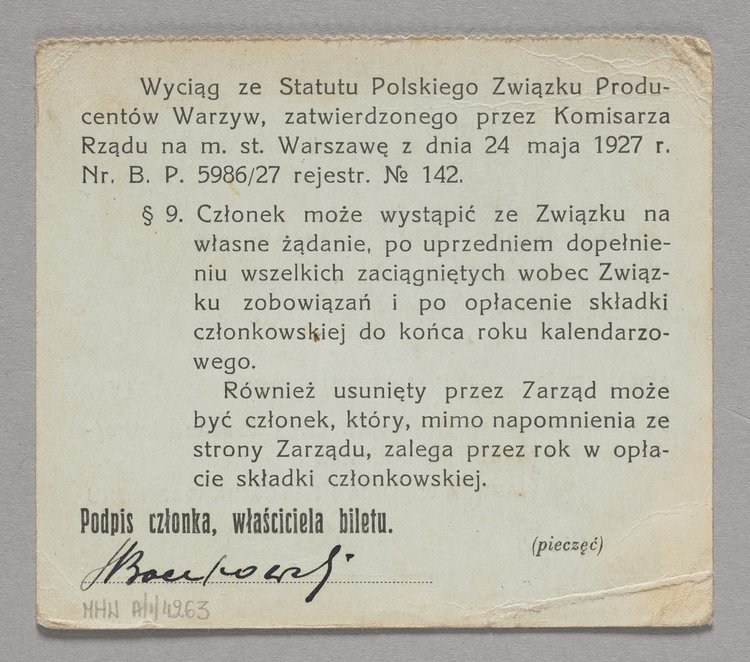 Wyciąg ze Statutu Polskiego Związku Produ-
centów Warzyw, zatwierdzonego przez Komisarza
Rządu na m. st. Warszawę z dnia 24 maja 1927 r.
Nr. B. P. 5986/27 rejestr. № 142.
§ 9. Członek może wystąpić ze Związku na
własne żądanie, po uprzedniem dopełnie-
niu wszelkich zaciągniętych wobec Związ-
ku zobowiązań i po opłacenie składki
członkowskiej do końca roku kalendarzo-
wego.
Również usunięty przez Zarząd może
być członek, który, mimo napomnienia ze
strony Zarządu, zalega przez rok w opła-
cie składki członkowskiej.
Podpis członka, właściciela biletu.
(pieczęć)
MHN A/I/4263